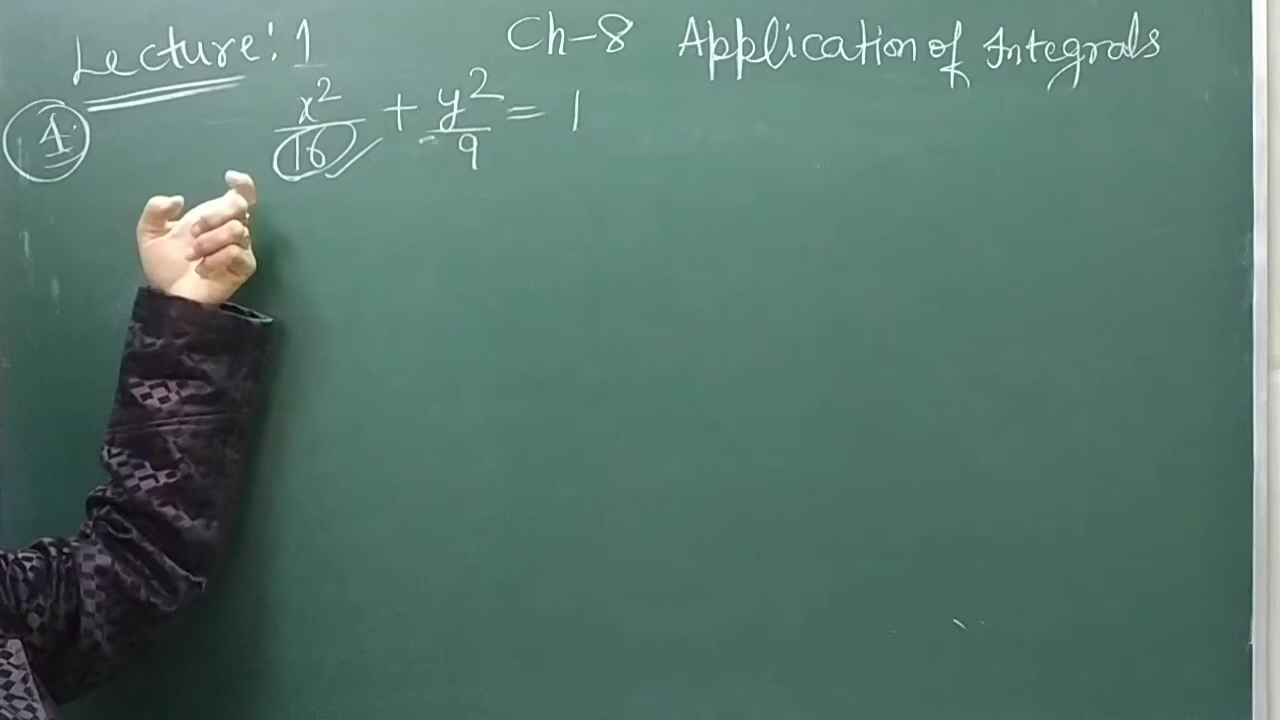 Lecture: 1 Ch-8 Application of Integrals
1. x²/16 + y²/9 = 1